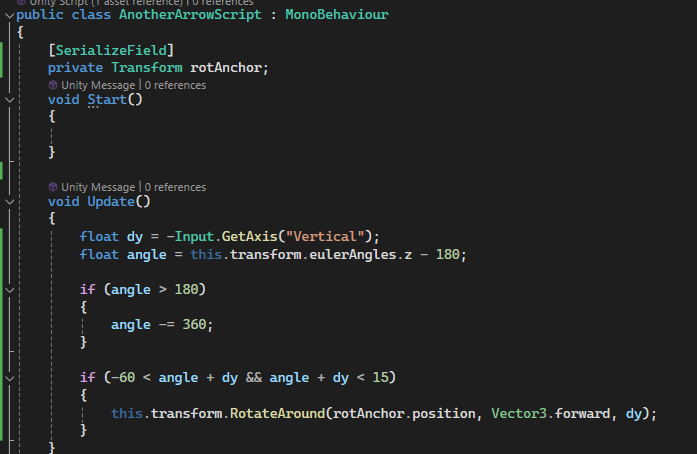 Unity Script (1 asset reference) | 0 references
public class AnotherArrowScript : MonoBehaviour
{
[SerializeField]
private Transform rotAnchor;
Unity Message | 0 references
void Start()
{
}
Unity Message | 0 references
void Update()
{
float dy = -Input.GetAxis("Vertical");
float angle = this.transform.eulerAngles.z - 180;
if (angle > 180)
{
angle -= 360;
}
if (-60 < angle + dy && angle + dy < 15)
{
this.transform.RotateAround(rotAnchor.position, Vector3.forward, dy);
}
}